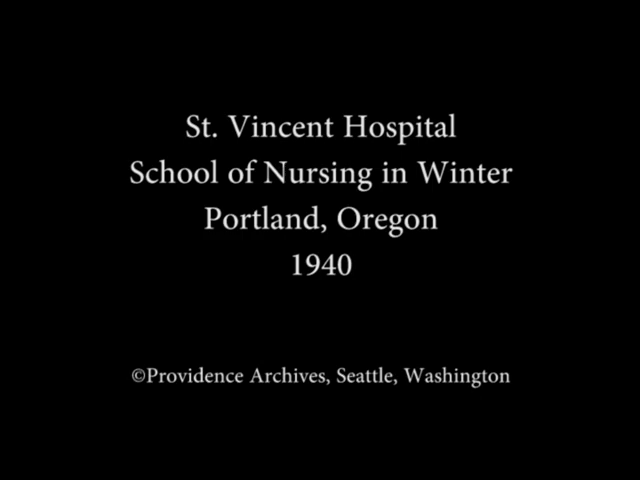 St. Vincent Hospital
School of Nursing in Winter
Portland, Oregon
1940
©Providence Archives, Seattle, Washington